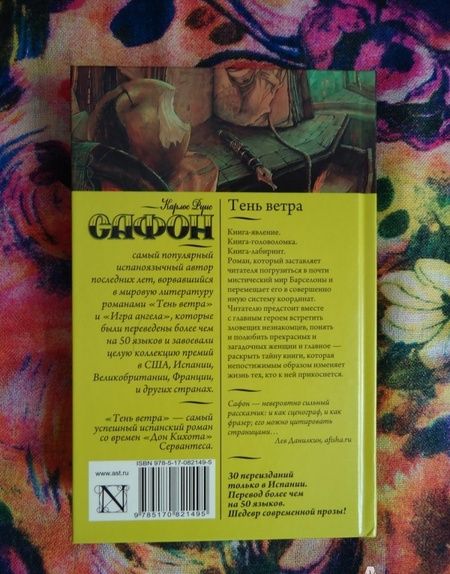 Карлос Руис
САФОН
самый популярный
испаноязычный автор
последних лет, ворвавшийся
в мировую литературу
романами «Тень ветра»
и «Игра ангела», которые
были переведены более чем
на 50 языков и завоевали
целую коллекцию премий
в США, Испании,
Великобритании, Франции,
и других странах.
«Тень ветра» — самый
успешный испанский роман
со времен «Дон Кихота»
Сервантеса.
www.ast.ru
N
ISBN 978-5-17-082149-5
9785170821495
Тень ветра
Книга-явление.
Книга-головоломка.
Книга-лабиринт.
Роман, который заставляет
читателя погрузиться в почти
мистический мир Барселоны и
перемещает его в совершенно
иную систему координат.
Читателю предстоит вместе
с главным героем встретить
зловещих незнакомцев, понять
и полюбить прекрасных и
загадочных женщин и главное —
раскрыть тайну книги, которая
непостижимым образом изменяет
жизнь тех, кто к ней прикоснется.
Сафон — невероятно сильный
рассказчик: и как сценограф, и как
фразер; его можно цитировать
страницами...
Лев Данилкин, afisha.ru
30 переизданий
только в Испании.
Перевод более чем
на 50 языков.
Шедевр современной прозы!